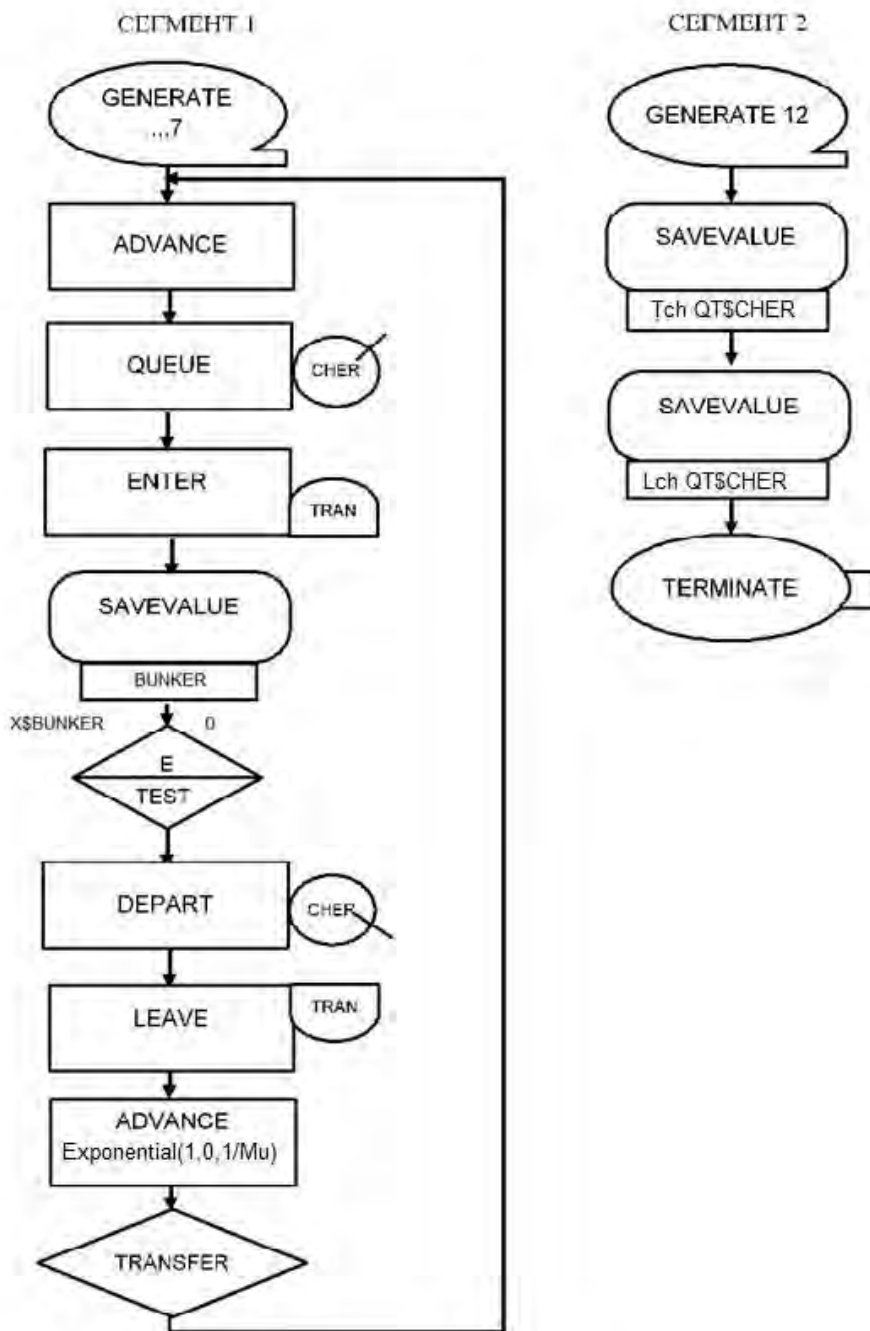 СЕГМЕНТ 1
GENERATE
,,,7
ADVANCE
QUEUE
CHER
ENTER
TRAN
SAVEVALUE
BUNKER
X$BUNKER 0
E
TEST
DEPART
CHER
LEAVE
TRAN
ADVANCE
Exponential(1,0,1/Mu)
TRANSFER
СЕГМЕНТ 2
GENERATE 12
SAVEVALUE
Tch QT$CHER
SAVEVALUE
Lch QT$CHER
TERMINATE